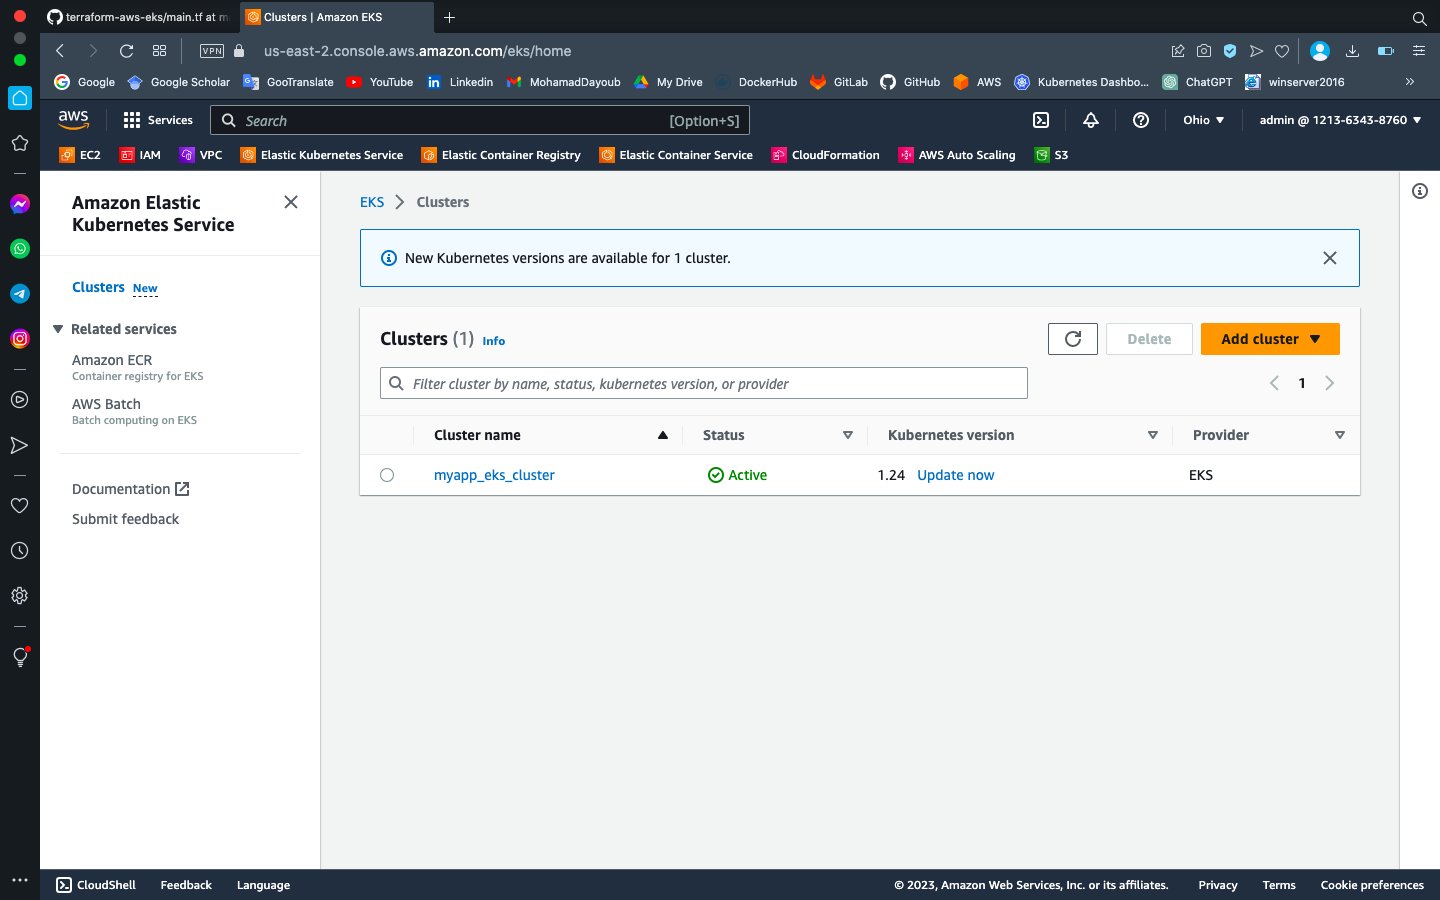 terraform-aws-eks/main.tf at m
Clusters | Amazon EKS
VPN
us-east-2.console.aws.amazon.com/eks/home
Google
Google Scholar
GooTranslate
YouTube
Linkedin
MohamadDayoub
My Drive
DockerHub
GitLab
GitHub
AWS
Kubernetes Dashbo...
ChatGPT
winserver2016
aws
Services
Search
[Option+S]
Ohio
admin @ 1213-6343-8760
EC2
IAM
VPC
Elastic Kubernetes Service
Elastic Container Registry
Elastic Container Service
CloudFormation
AWS Auto Scaling
S3
Amazon Elastic
Kubernetes Service
Clusters New
Related services
Amazon ECR
Container registry for EKS
AWS Batch
Batch computing on EKS
Documentation
Submit feedback
EKS
Clusters
New Kubernetes versions are available for 1 cluster.
Clusters (1) Info
Delete
Add cluster
Filter cluster by name, status, kubernetes version, or provider
1
Cluster name
Status
Kubernetes version
Provider
myapp_eks_cluster
Active
1.24 Update now
EKS
CloudShell
Feedback
Language
© 2023, Amazon Web Services, Inc. or its affiliates.
Privacy
Terms
Cookie preferences